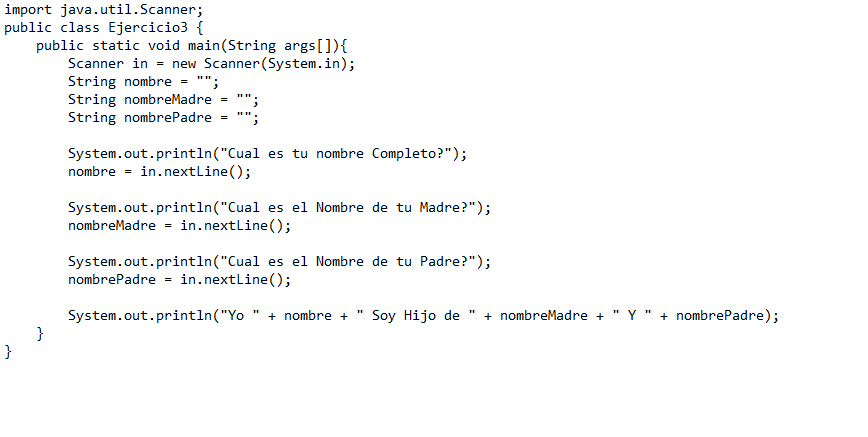 import java.util.Scanner;
public class Ejercicio3 {
    public static void main(String args[]){
        Scanner in = new Scanner(System.in);
        String nombre = "";
        String nombreMadre = "";
        String nombrePadre = "";

        System.out.println("Cual es tu nombre Completo?");
        nombre = in.nextLine();

        System.out.println("Cual es el Nombre de tu Madre?");
        nombreMadre = in.nextLine();

        System.out.println("Cual es el Nombre de tu Padre?");
        nombrePadre = in.nextLine();

        System.out.println("Yo " + nombre + " Soy Hijo de " + nombreMadre + " Y " + nombrePadre);
    }
}